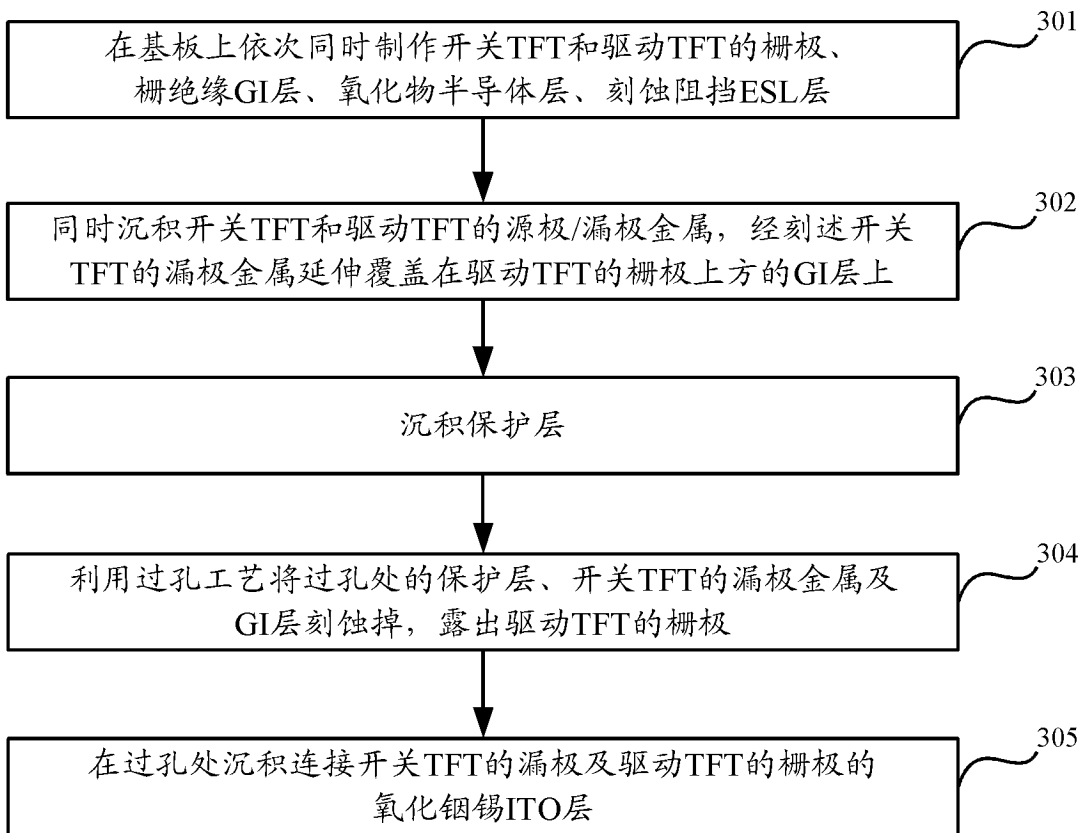 301
在基板上依次同时制作开关TFT和驱动TFT的栅极、
栅绝缘GI层、氧化物半导体层、刻蚀阻挡ESL层
302
同时沉积开关TFT和驱动TFT的源极/漏极金属，经刻述开关
TFT的漏极金属延伸覆盖在驱动TFT的栅极上方的GI层上
303
沉积保护层
304
利用过孔工艺将过孔处的保护层、开关TFT的漏极金属及
GI层刻蚀掉，露出驱动TFT的栅极
305
在过孔处沉积连接开关TFT的漏极及驱动TFT的栅极的
氧化铟锡ITO层